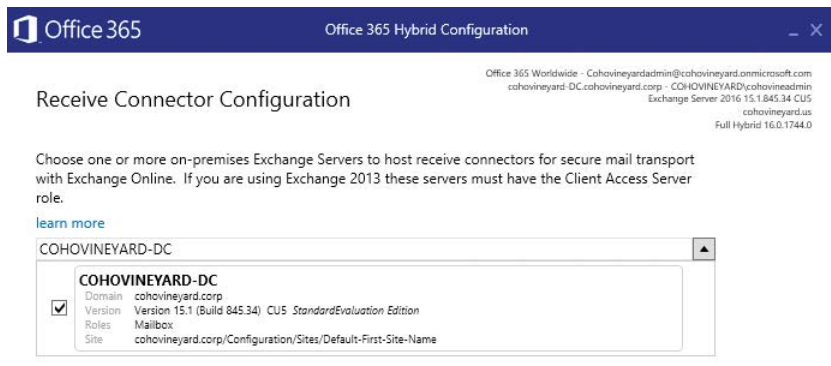 Office 365
Office 365 Hybrid Configuration
Office 365 Worldwide - Cohovineyardadmin@cohovineyard.onmicrosoft.com
cohovineyard-DC.cohovineyard.corp - COHOVINEYARD\cohovineadmin
Exchange Server 2016 15.1.845.34 CU5
cohovineyard.us
Full Hybrid 16.0.1744.0
Receive Connector Configuration
Choose one or more on-premises Exchange Servers to host receive connectors for secure mail transport
with Exchange Online. If you are using Exchange 2013 these servers must have the Client Access Server
role.
learn more
COHOVINEYARD-DC
COHOVINEYARD-DC
Domain cohovineyard.corp
Version Version 15.1 (Build 845.34) CU5 StandardEvaluation Edition
Roles Mailbox
Site cohovineyard.corp/Configuration/Sites/Default-First-Site-Name